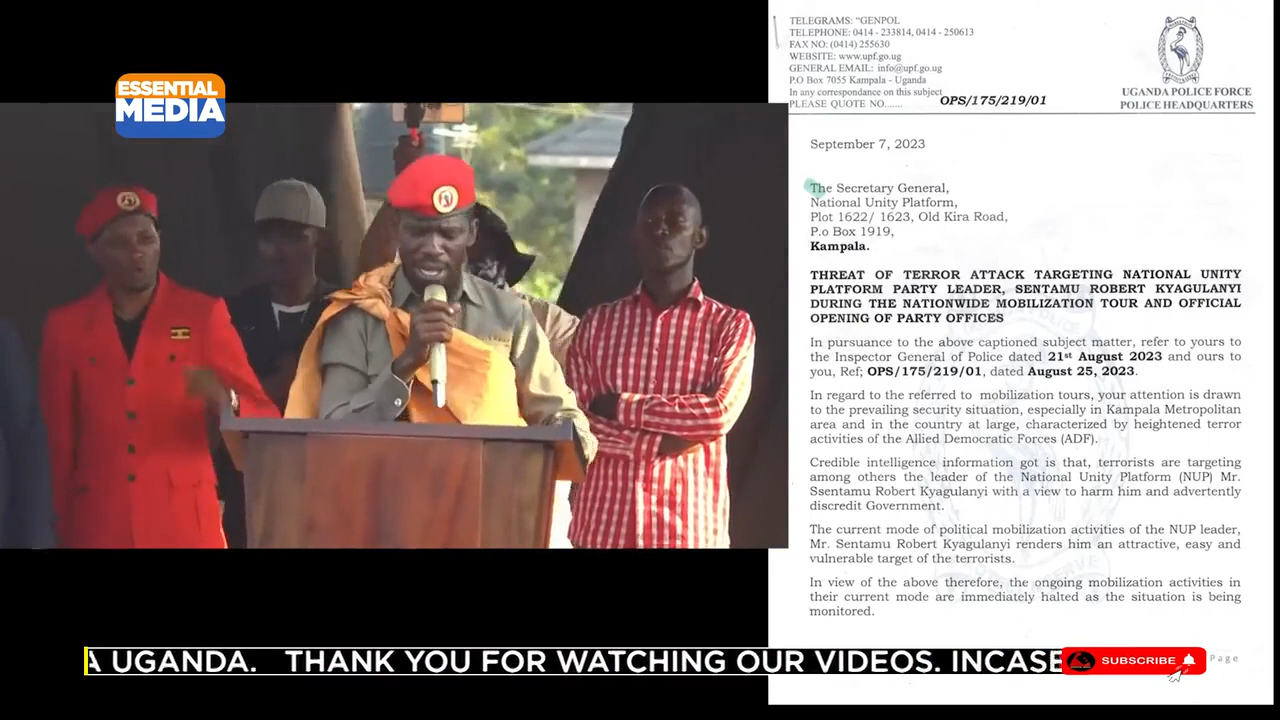 ESSENTIAL
MEDIA
TELEGRAMS: "GENPOL
TELEPHONE: 0414 - 233814, 0414 - 250613
FAX NO: (0414) 255630
WEBSITE: www.upf.go.ug
GENERAL EMAIL: info@upf.go.ug
P.O Box 7055 Kampala - Uganda
In any correspondence on this subject
PLEASE QUOTE NO...... OPS/175/219/01
UGANDA POLICE FORCE
POLICE HEADQUARTERS
September 7, 2023
The Secretary General,
National Unity Platform,
Plot 1622/ 1623, Old Kira Road,
P.o Box 1919,
Kampala.
THREAT OF TERROR ATTACK TARGETING NATIONAL UNITY
PLATFORM PARTY LEADER, SENTAMU ROBERT KYAGULANYI
DURING THE NATIONWIDE MOBILIZATION TOUR AND OFFICIAL
OPENING OF PARTY OFFICES
In pursuance to the above captioned subject matter, refer to yours to
the Inspector General of Police dated 21st August 2023 and ours to
you, Ref; OPS/175/219/01, dated August 25, 2023.
In regard to the referred to mobilization tours, your attention is drawn
to the prevailing security situation, especially in Kampala Metropolitan
area and in the country at large, characterized by heightened terror
activities of the Allied Democratic Forces (ADF).
Credible intelligence information got is that, terrorists are targeting
among others the leader of the National Unity Platform (NUP) Mr.
Ssentamu Robert Kyagulanyi with a view to harm him and advertently
discredit Government.
The current mode of political mobilization activities of the NUP leader,
Mr. Sentamu Robert Kyagulanyi renders him an attractive, easy and
vulnerable target of the terrorists.
In view of the above therefore, the ongoing mobilization activities in
their current mode are immediately halted as the situation is being
monitored.
A UGANDA. THANK YOU FOR WATCHING OUR VIDEOS. INCASE
SUBSCRIBE
Page